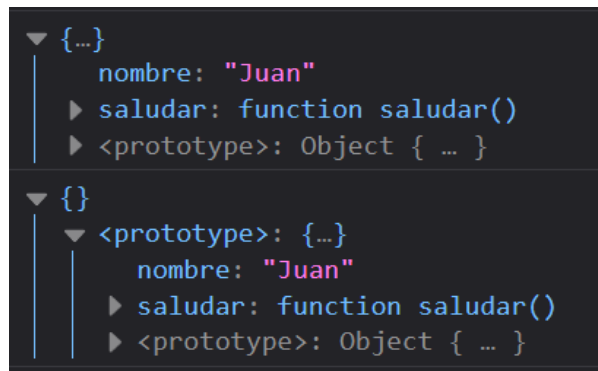 {…}
nombre: "Juan"
saludar: function saludar()
<prototype>: Object { … }
{}
<prototype>: {…}
nombre: "Juan"
saludar: function saludar()
<prototype>: Object { … }